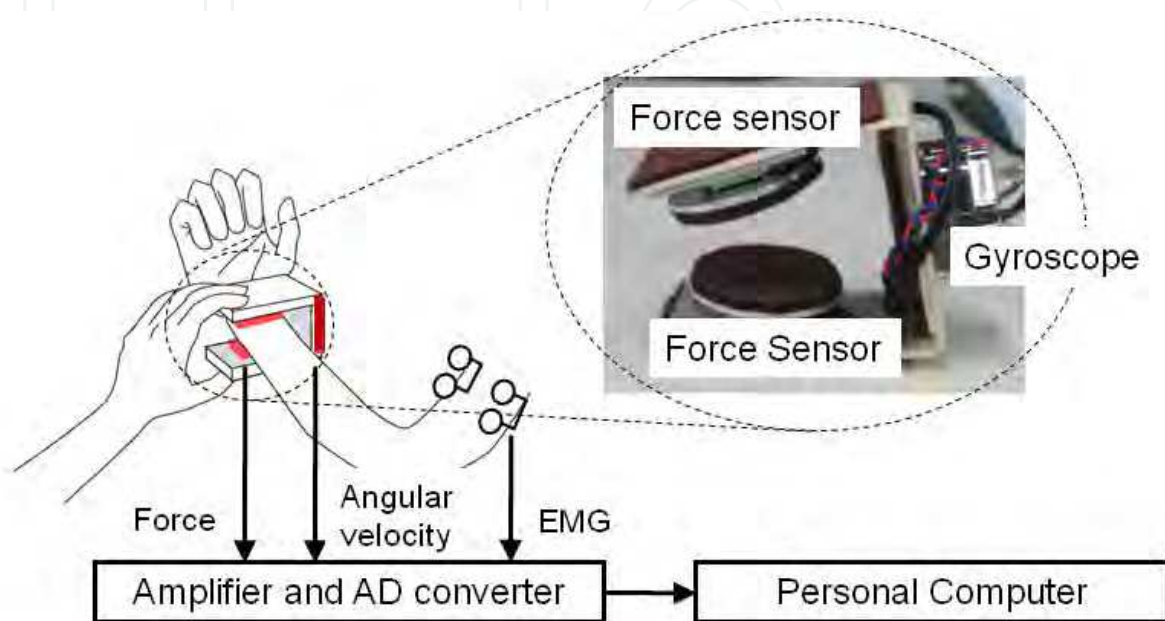 Force sensor
Gyroscope
Force Sensor
Force
Angular
velocity
EMG
Amplifier and AD converter
Personal Computer